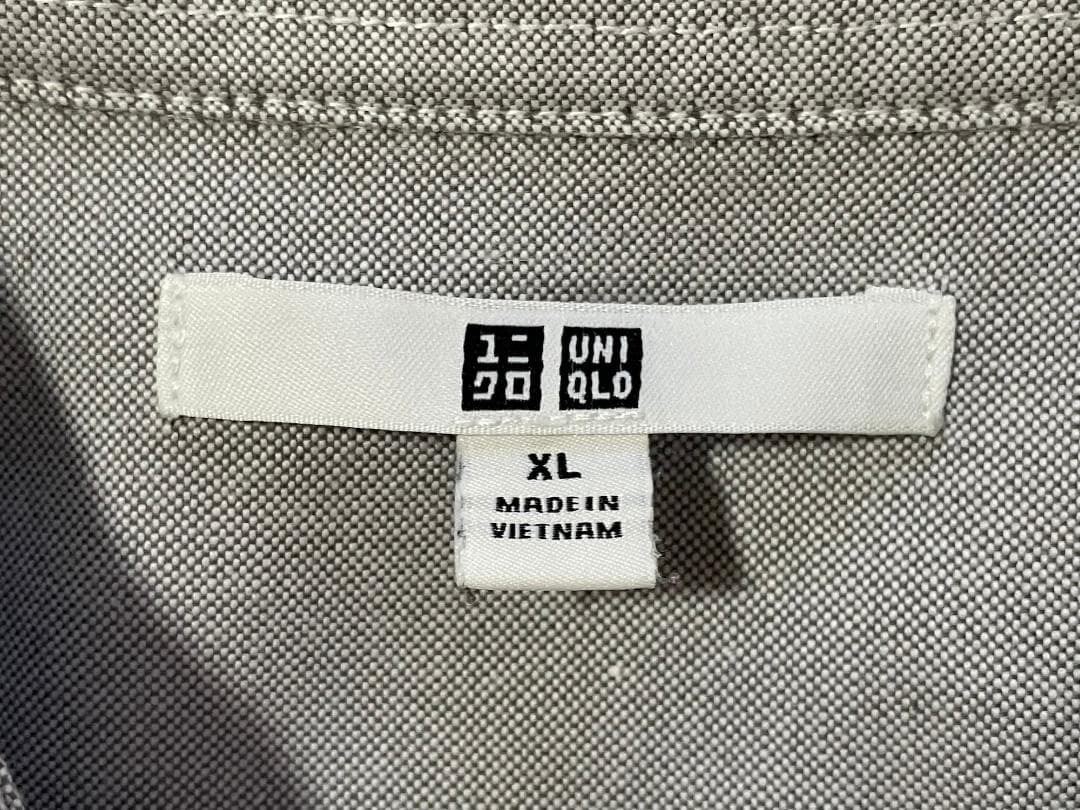 ユニ
クロ
UNI
QLO
XL
MADE IN
VIETNAM